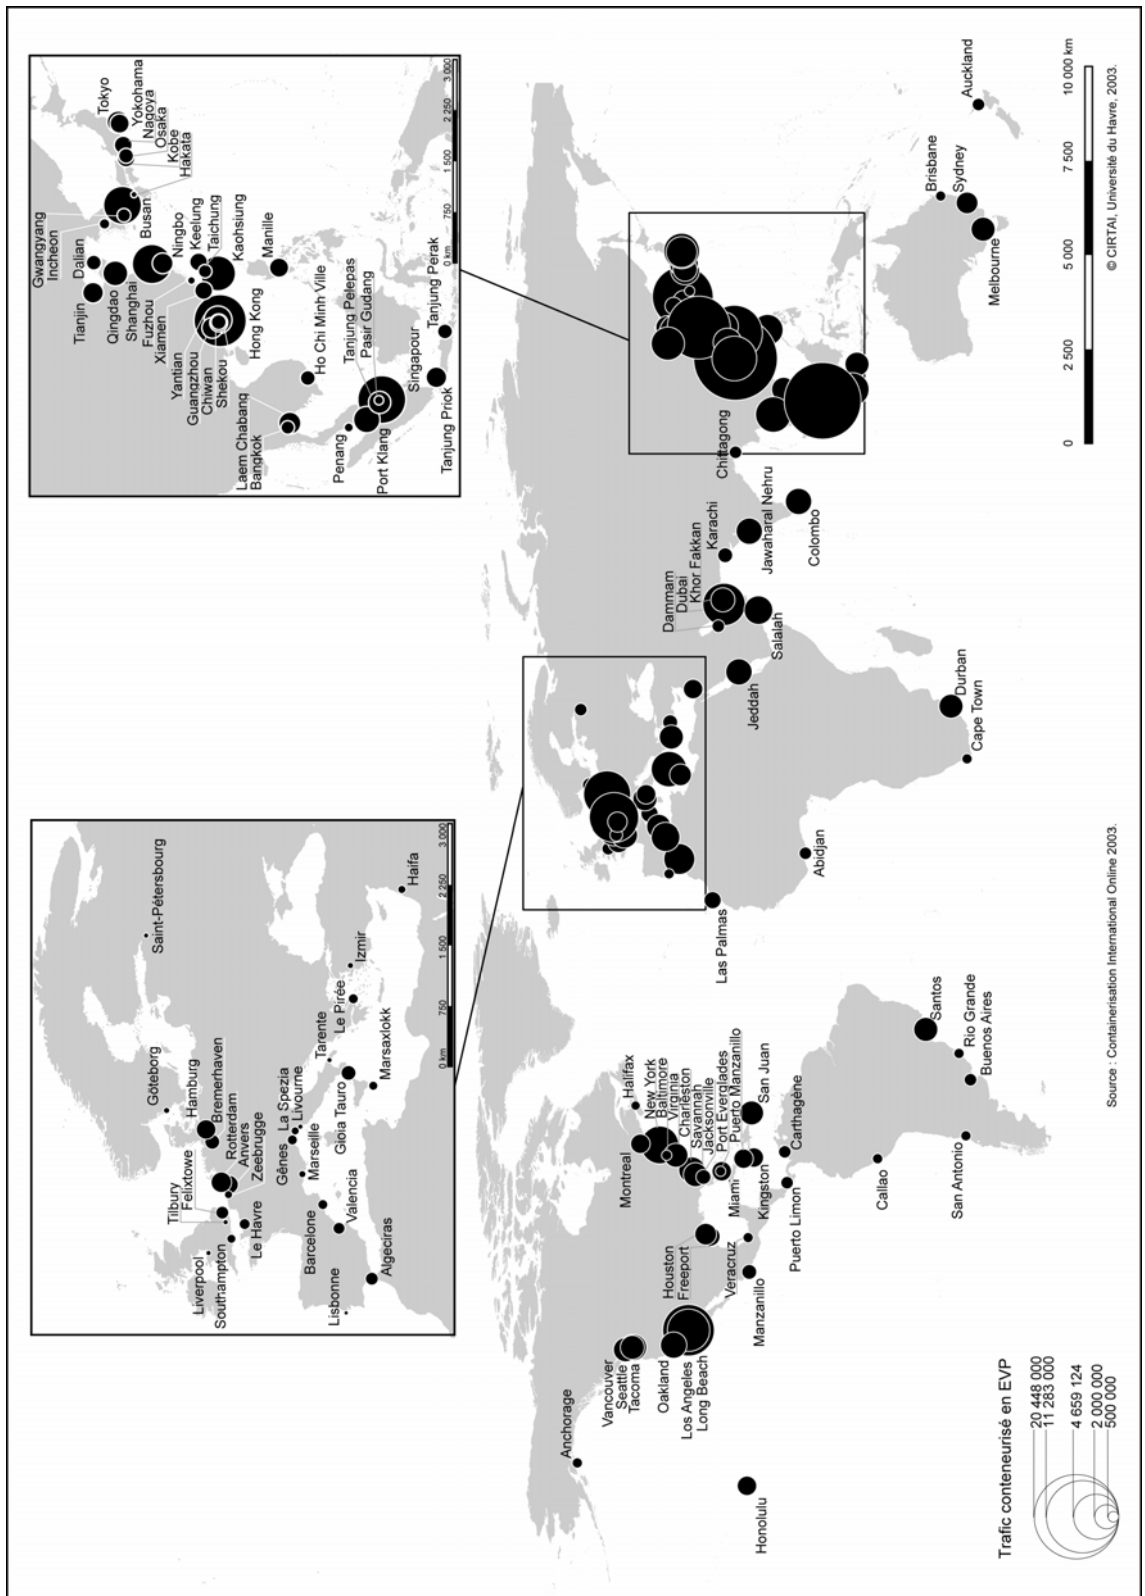 Saint-Pétersbourg
Göteborg
Hamburg
Bremerhaven
Rotterdam
Anvers
Zeebrugge
Tilbury
Felixtowe
Liverpool
Southampton
Le Havre
Gênes
La Spezia
Livourne
Marseille
Barcelone
Valencia
Lisbonne
Algeciras
Tarente
Gioia Tauro
Le Pirée
Marsaxlokk
Izmir
Haifa
0 km
750
1 500
2 250
3 000
Gwangyang
Incheon
Dalian
Tianjin
Qingdao
Shanghai
Fuzhou
Xiamen
Yantian
Guangzhou
Chiwan
Shekou
Hong Kong
Laem Chabang
Bangkok
Penang
Port Klang
Tokyo
Yokohama
Nagoya
Osaka
Kobe
Hakata
Busan
Ningbo
Keelung
Taichung
Kaohsiung
Manille
Ho Chi Minh Ville
Tanjung Pelepas
Pasir Gudang
Singapour
Tanjung Priok
Tanjung Perak
0 km
750
1 500
2 250
3 000
Anchorage
Honolulu
Vancouver
Seattle
Tacoma
Oakland
Los Angeles
Long Beach
Houston
Freeport
Veracruz
Manzanillo
Montreal
Halifax
New York
Baltimore
Virginia
Charleston
Savannah
Jacksonville
Port Everglades
Puerto Manzanillo
Miami
Kingston
San Juan
Carthagène
Puerto Limon
Callao
San Antonio
Santos
Rio Grande
Buenos Aires
Las Palmas
Abidjan
Cape Town
Durban
Jeddah
Salalah
Dammam
Dubai
Khor Fakkan
Karachi
Jawaharal Nehru
Colombo
Chittagong
Brisbane
Sydney
Melbourne
Auckland
0
2 500
5 000
7 500
10 000 km
Trafic conteneurisé en EVP
20 448 000
11 283 000
4 659 124
2 000 000
500 000
Source : Containerisation International Online 2003.
© CIRTAI, Université du Havre, 2003.